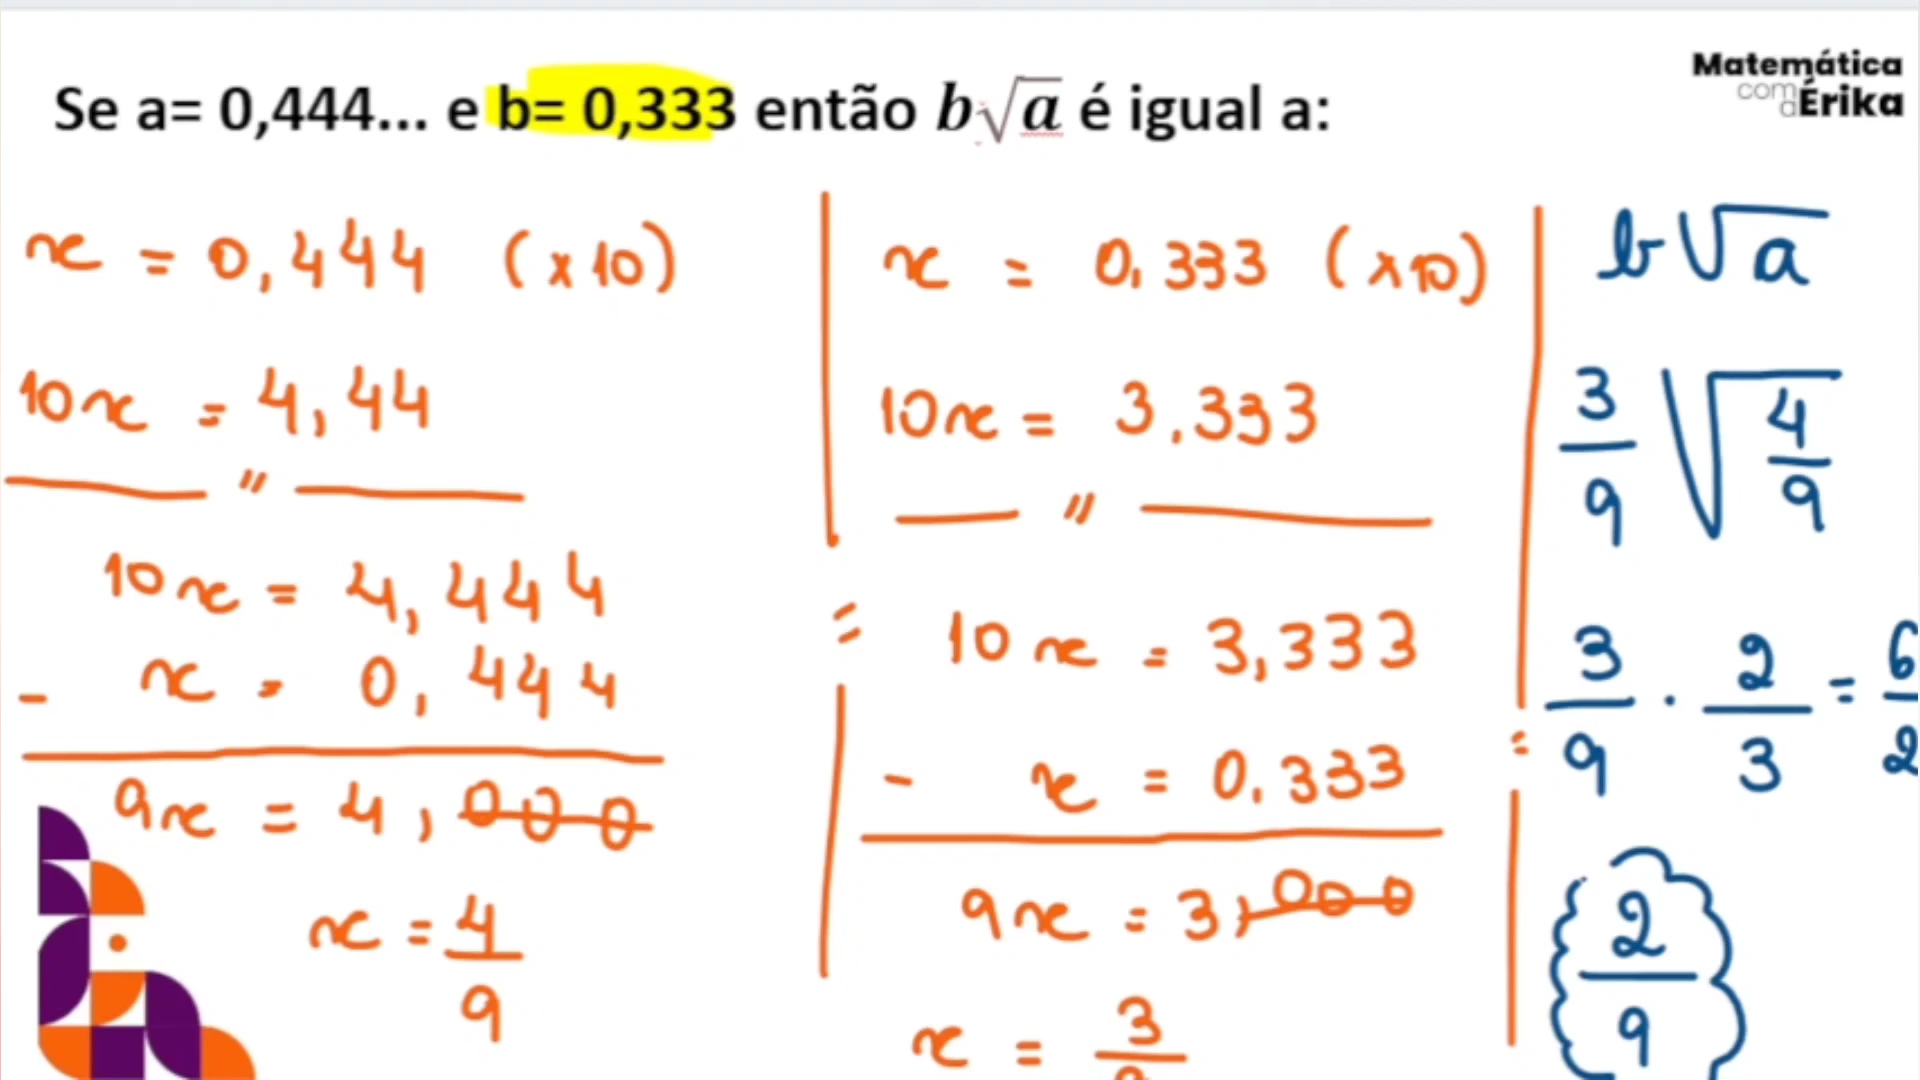 Matemática
com a Érika
Se a= 0,444... e b= 0,333 então b√a é igual a:
x = 0,444 (x10)
10x = 4,44
"
10x = 4,444
- x = 0,444
9x = 4,000
x = 4/9
x = 0,333 (x10)
10x = 3,333
"
= 10x = 3,333
- x = 0,333
9x = 3,000
x = 3/
b√a
3/9 √4/9
= 3/9 . 2/3 = 6/2
2/9